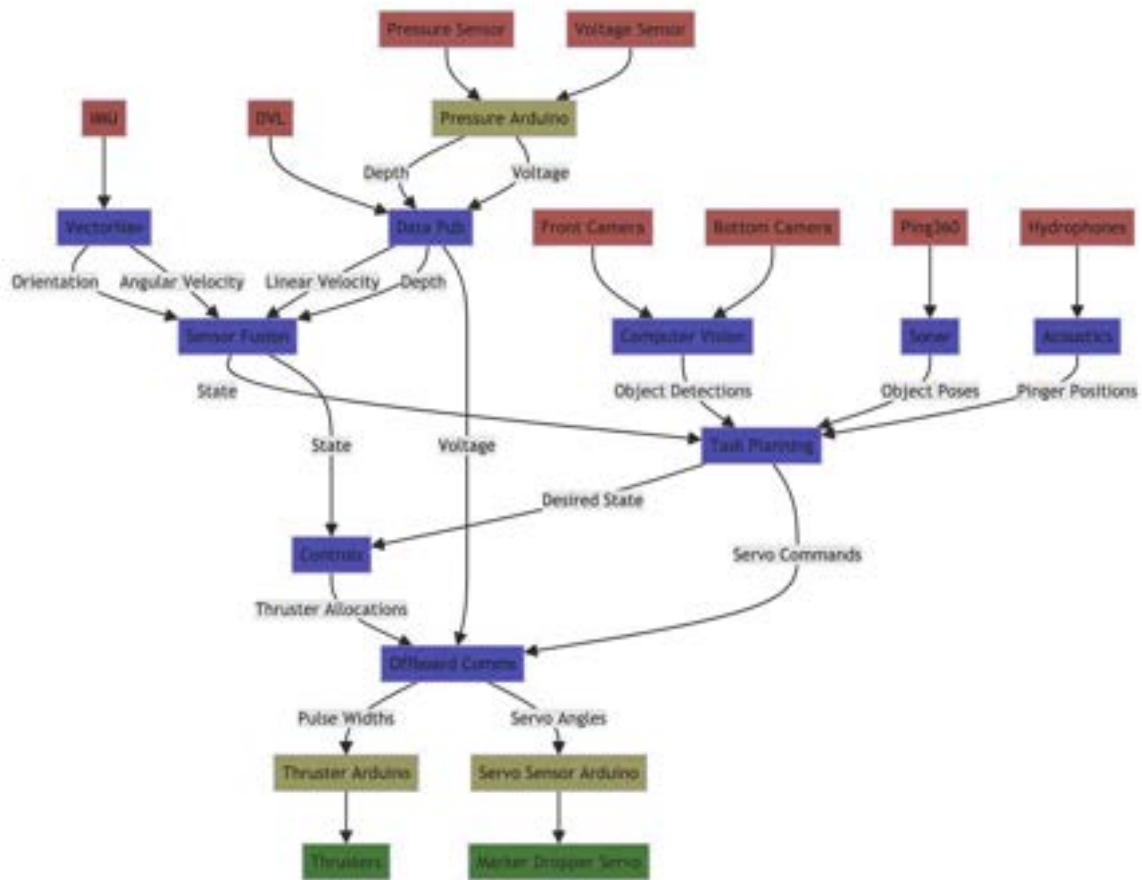 Pressure Sensor
Voltage Sensor
IMU
DVL
Pressure Arduino
Depth
Voltage
VectorNav
Data Pub
Front Camera
Bottom Camera
Ping360
Hydrophones
Orientation
Angular Velocity
Linear Velocity
Depth
Sensor Fusion
Computer Vision
Sonar
Acoustics
State
Object Detections
Object Poses
Pinger Positions
State
Voltage
Task Planning
Desired State
Controls
Servo Commands
Thruster Allocations
Offboard Comms
Pulse Widths
Servo Angles
Thruster Arduino
Servo Sensor Arduino
Thrusters
Marker Dropper Servo